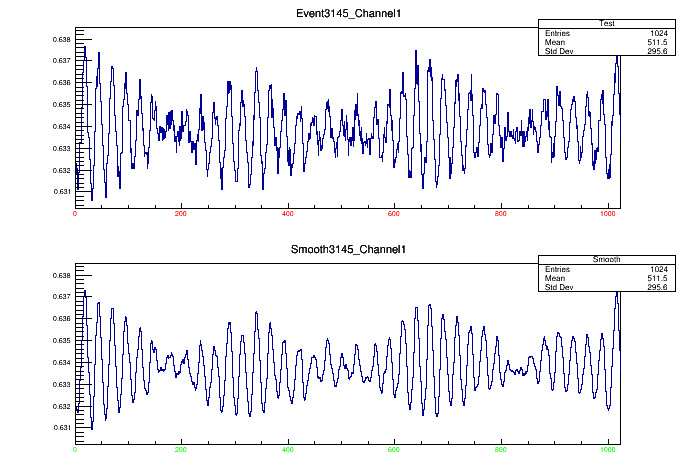 Event3145_Channel1
Test
Entries 1024
Mean 511.5
Std Dev 295.6
0.638
0.637
0.636
0.635
0.634
0.633
0.632
0.631
0 200 400 600 800 1000
Smooth3145_Channel1
Smooth
Entries 1024
Mean 511.5
Std Dev 295.6
0.638
0.637
0.636
0.635
0.634
0.633
0.632
0.631
0 200 400 600 800 1000